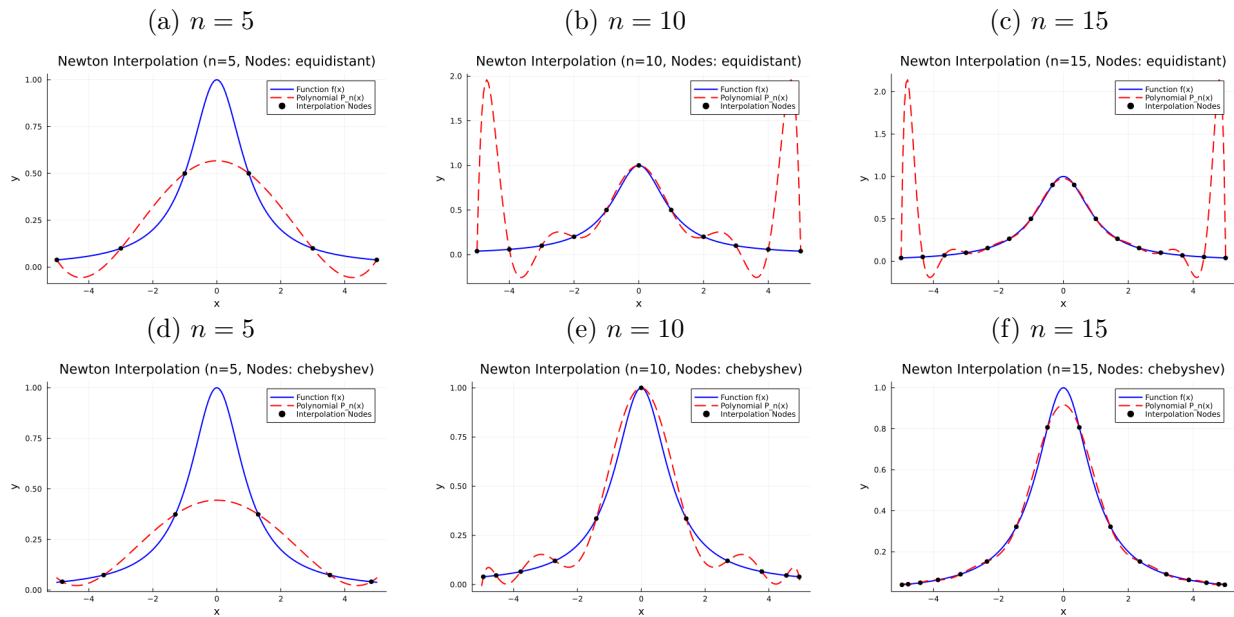 (a) n = 5
Newton Interpolation (n=5, Nodes: equidistant)
Function f(x)
Polynomial P_n(x)
Interpolation Nodes
1.00
0.75
0.50
0.25
0.00
y
−4 −2 0 2 4
x
(b) n = 10
Newton Interpolation (n=10, Nodes: equidistant)
Function f(x)
Polynomial P_n(x)
Interpolation Nodes
2.0
1.5
1.0
0.5
0.0
y
−4 −2 0 2 4
x
(c) n = 15
Newton Interpolation (n=15, Nodes: equidistant)
Function f(x)
Polynomial P_n(x)
Interpolation Nodes
2.0
1.5
1.0
0.5
0.0
y
−4 −2 0 2 4
x
(d) n = 5
Newton Interpolation (n=5, Nodes: chebyshev)
Function f(x)
Polynomial P_n(x)
Interpolation Nodes
1.00
0.75
0.50
0.25
0.00
y
−4 −2 0 2 4
x
(e) n = 10
Newton Interpolation (n=10, Nodes: chebyshev)
Function f(x)
Polynomial P_n(x)
Interpolation Nodes
1.00
0.75
0.50
0.25
0.00
y
−4 −2 0 2 4
x
(f) n = 15
Newton Interpolation (n=15, Nodes: chebyshev)
Function f(x)
Polynomial P_n(x)
Interpolation Nodes
1.0
0.8
0.6
0.4
0.2
y
−4 −2 0 2 4
x